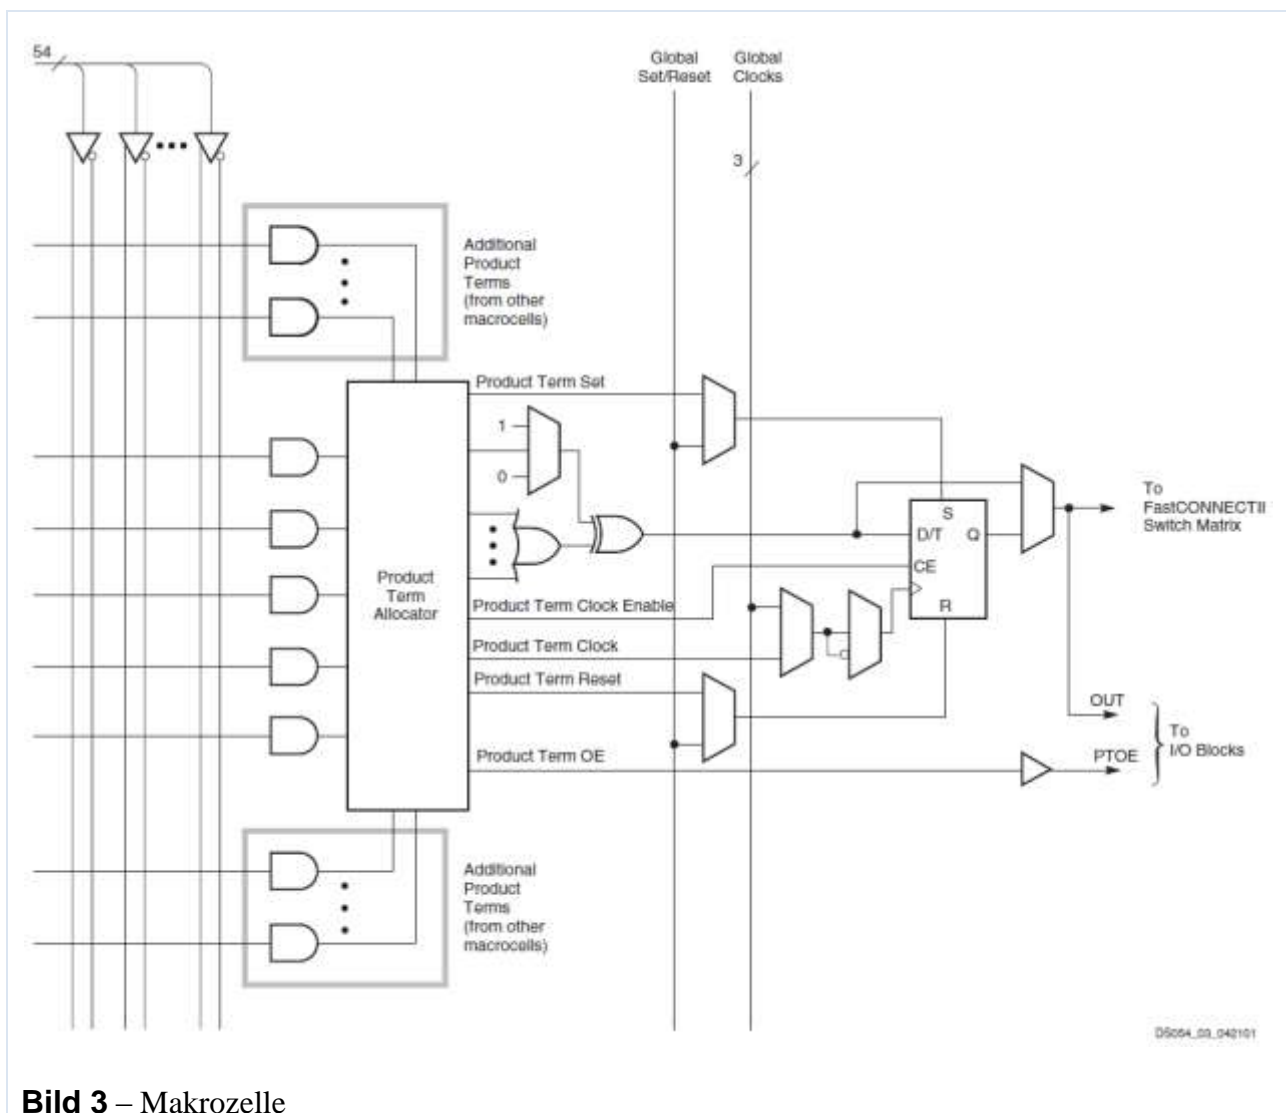 54
Global
Set/Reset
Global
Clocks
3
Additional
Product
Terms
(from other
macrocells)
Product Term Set
1
0
To
FastCONNECTII
Switch Matrix
S
D/T
Q
CE
R
Product
Term
Allocator
Product Term Clock Enable
Product Term Clock
Product Term Reset
OUT
To
I/O Blocks
PTOE
Product Term OE
Additional
Product
Terms
(from other
macrocells)
DS054_03_042101
Bild 3 – Makrozelle